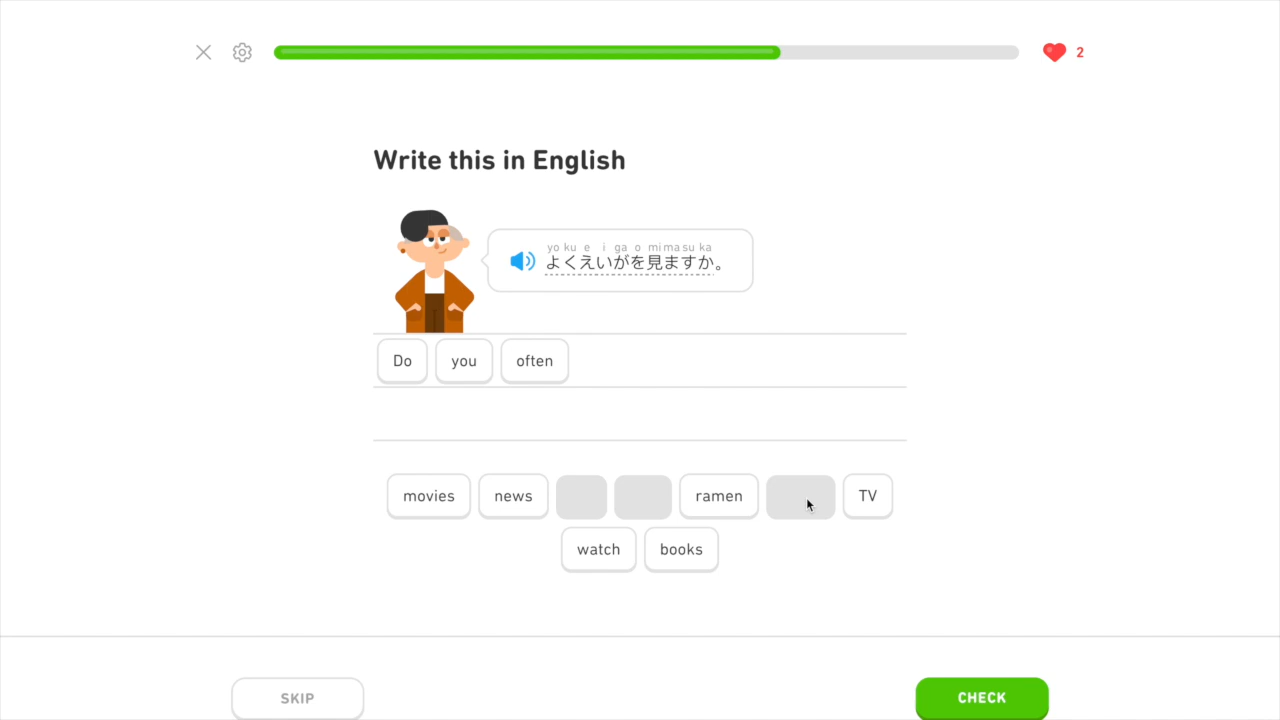 2
Write this in English
yo ku e i ga o mi ma su ka
よくえいがを見ますか。
Do you often
movies news ramen TV
watch books
SKIP CHECK